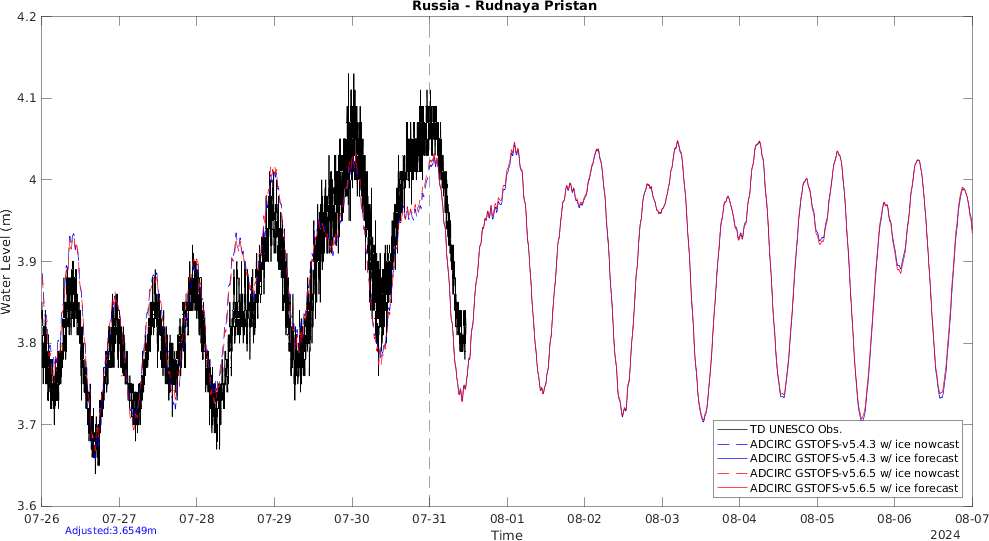 Russia - Rudnaya Pristan
4.2
4.1
4
3.9
3.8
3.7
3.6
Water Level (m)
TD UNESCO Obs.
ADCIRC GSTOFS-v5.4.3 w/ ice nowcast
ADCIRC GSTOFS-v5.4.3 w/ ice forecast
ADCIRC GSTOFS-v5.6.5 w/ ice nowcast
ADCIRC GSTOFS-v5.6.5 w/ ice forecast
07-26 07-27 07-28 07-29 07-30 07-31 08-01 08-02 08-03 08-04 08-05 08-06 08-07
Adjusted:3.6549m
Time
2024